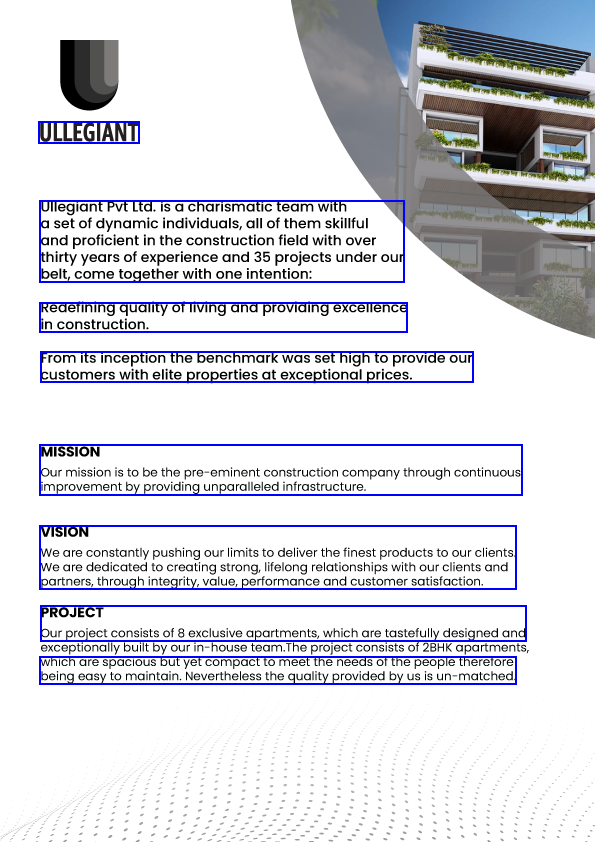 ULLEGIANT
Ullegiant Pvt Ltd. is a charismatic team with
a set of dynamic individuals, all of them skillful
and proficient in the construction field with over
thirty years of experience and 35 projects under our
belt, come together with one intention:
Redefining quality of living and providing excellence
in construction.
From its inception the benchmark was set high to provide our
customers with elite properties at exceptional prices.
MISSION
Our mission is to be the pre-eminent construction company through continuous
improvement by providing unparalleled infrastructure.
VISION
We are constantly pushing our limits to deliver the finest products to our clients.
We are dedicated to creating strong, lifelong relationships with our clients and
partners, through integrity, value, performance and customer satisfaction.
PROJECT
Our project consists of 8 exclusive apartments, which are tastefully designed and
exceptionally built by our in-house team.The project consists of 2BHK apartments,
which are spacious but yet compact to meet the needs of the people therefore
being easy to maintain. Nevertheless the quality provided by us is un-matched.